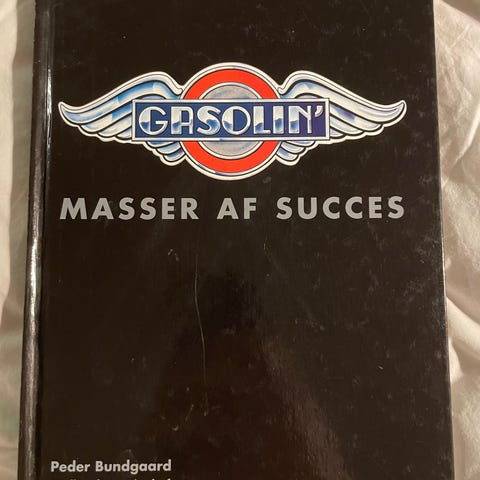 GASOLIN'
MASSER AF SUCCES
Peder Bundgaard